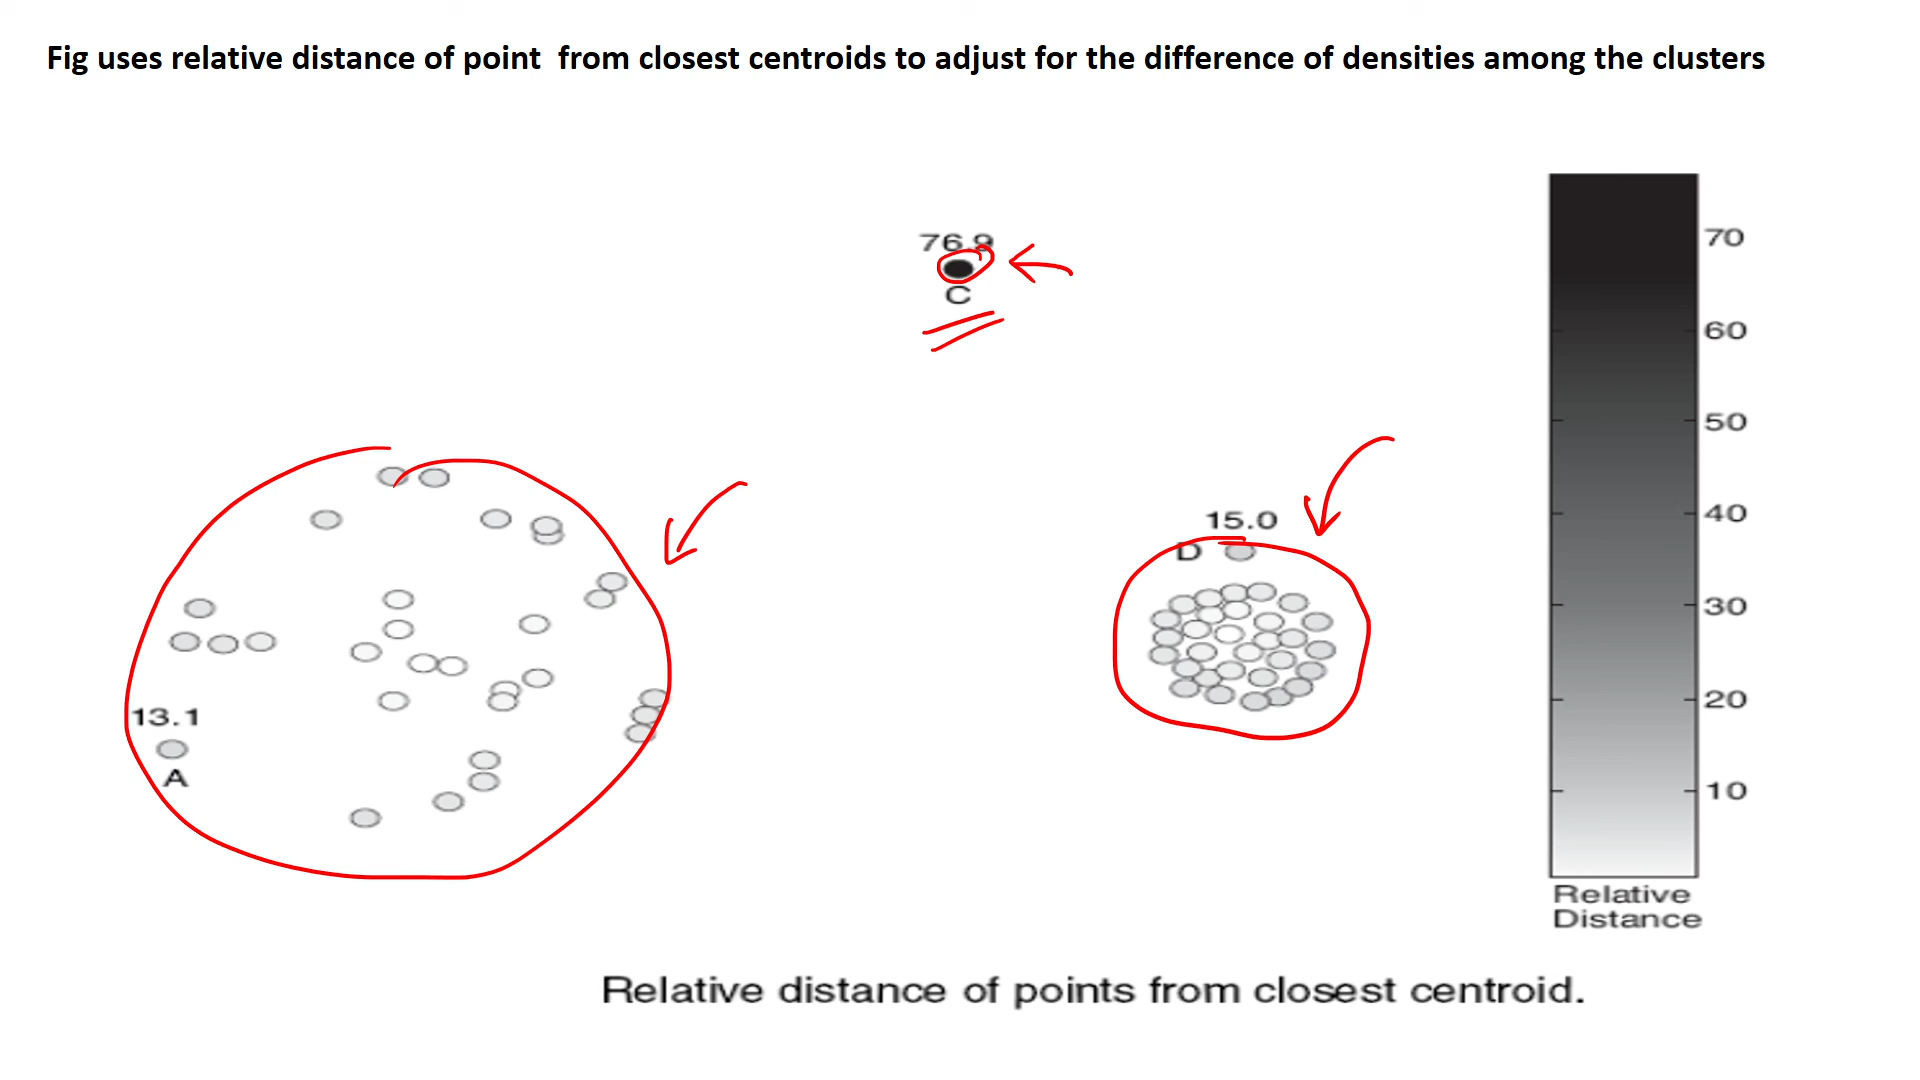 Fig uses relative distance of point  from closest centroids to adjust for the difference of densities among the clusters
76.9
C
70
60
50
40
30
20
10
15.0
D
13.1
A
Relative
Distance
Relative distance of points from closest centroid.